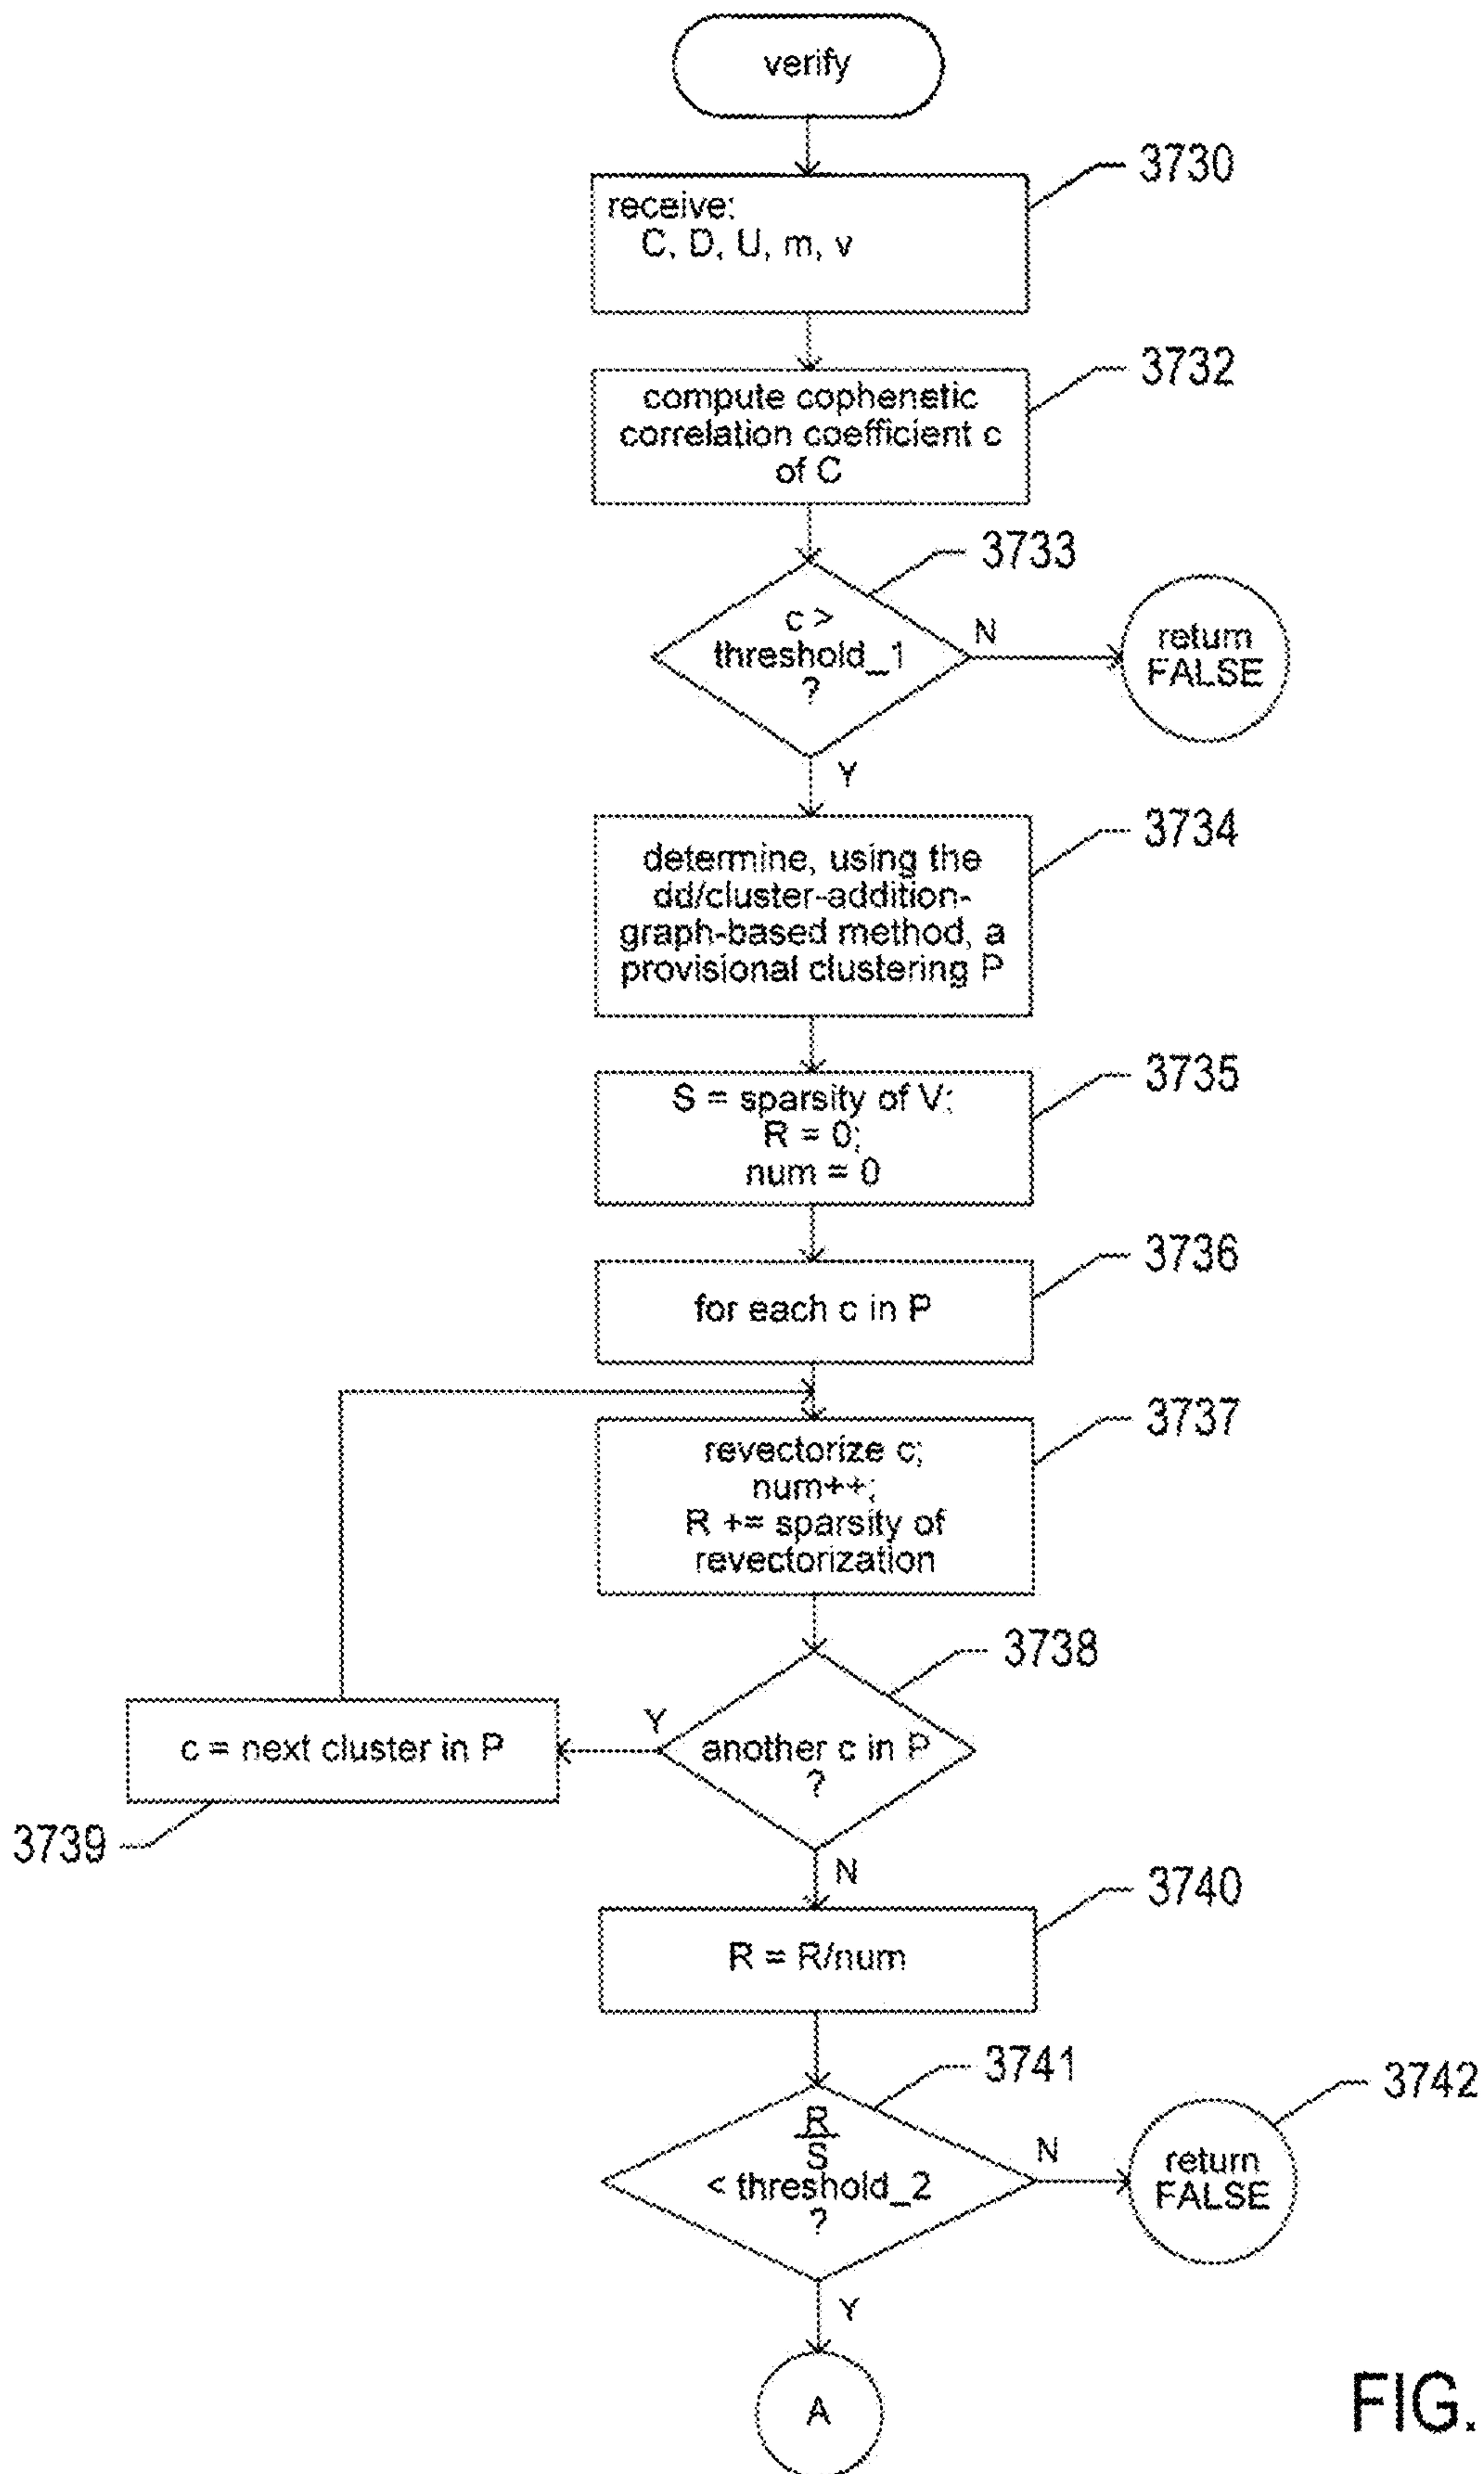 verify
3730
receive:
C, D, U, m, v
3732
compute cophenetic
correlation coefficient c
of C
3733
c >
threshold_1
?
N
return
FALSE
Y
3734
determine, using the
dd/cluster-addition-
graph-based method, a
provisional clustering P
3735
S = sparsity of V;
R = 0;
num = 0
3736
for each c in P
3737
revectorize c;
num++;
R += sparsity of
revectorization
3738
another c in P
?
Y
c = next cluster in P
3739
N
3740
R = R/num
3741
R
S
< threshold_2
?
N
3742
return
FALSE
Y
A
FIG.